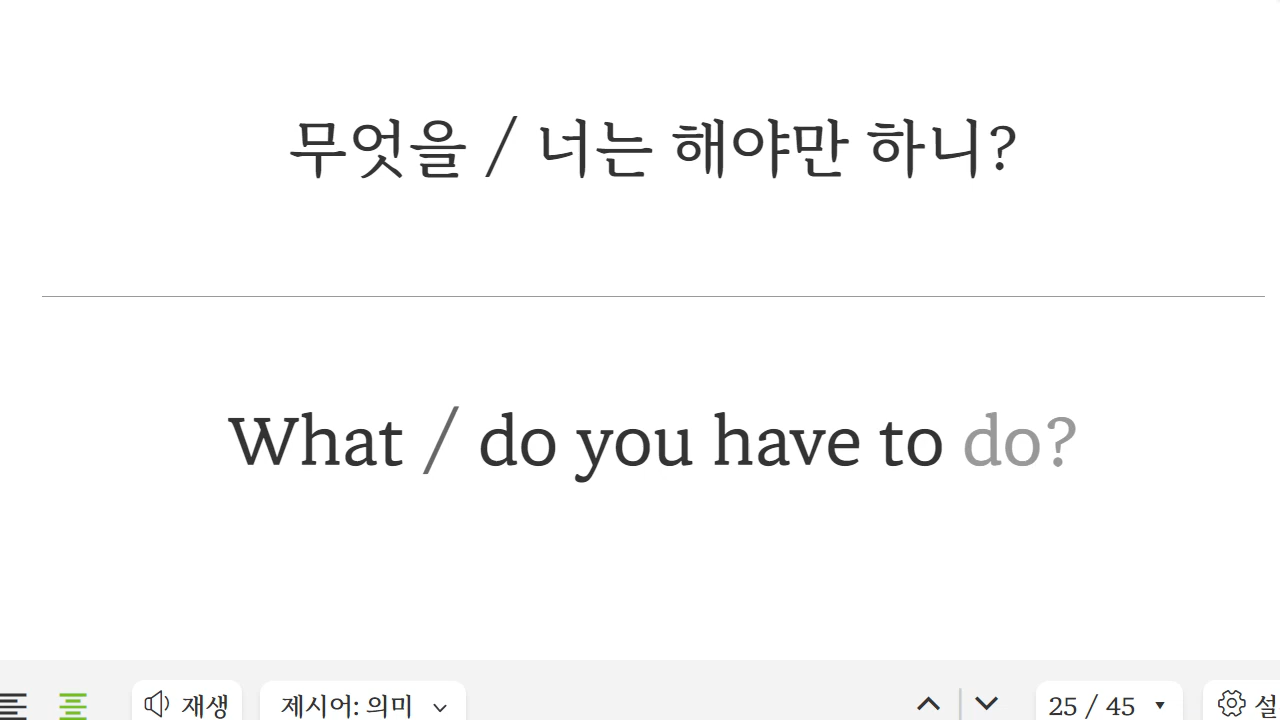 무엇을 / 너는 해야만 하니?
What / do you have to do?
재생 제시어: 의미 25 / 45